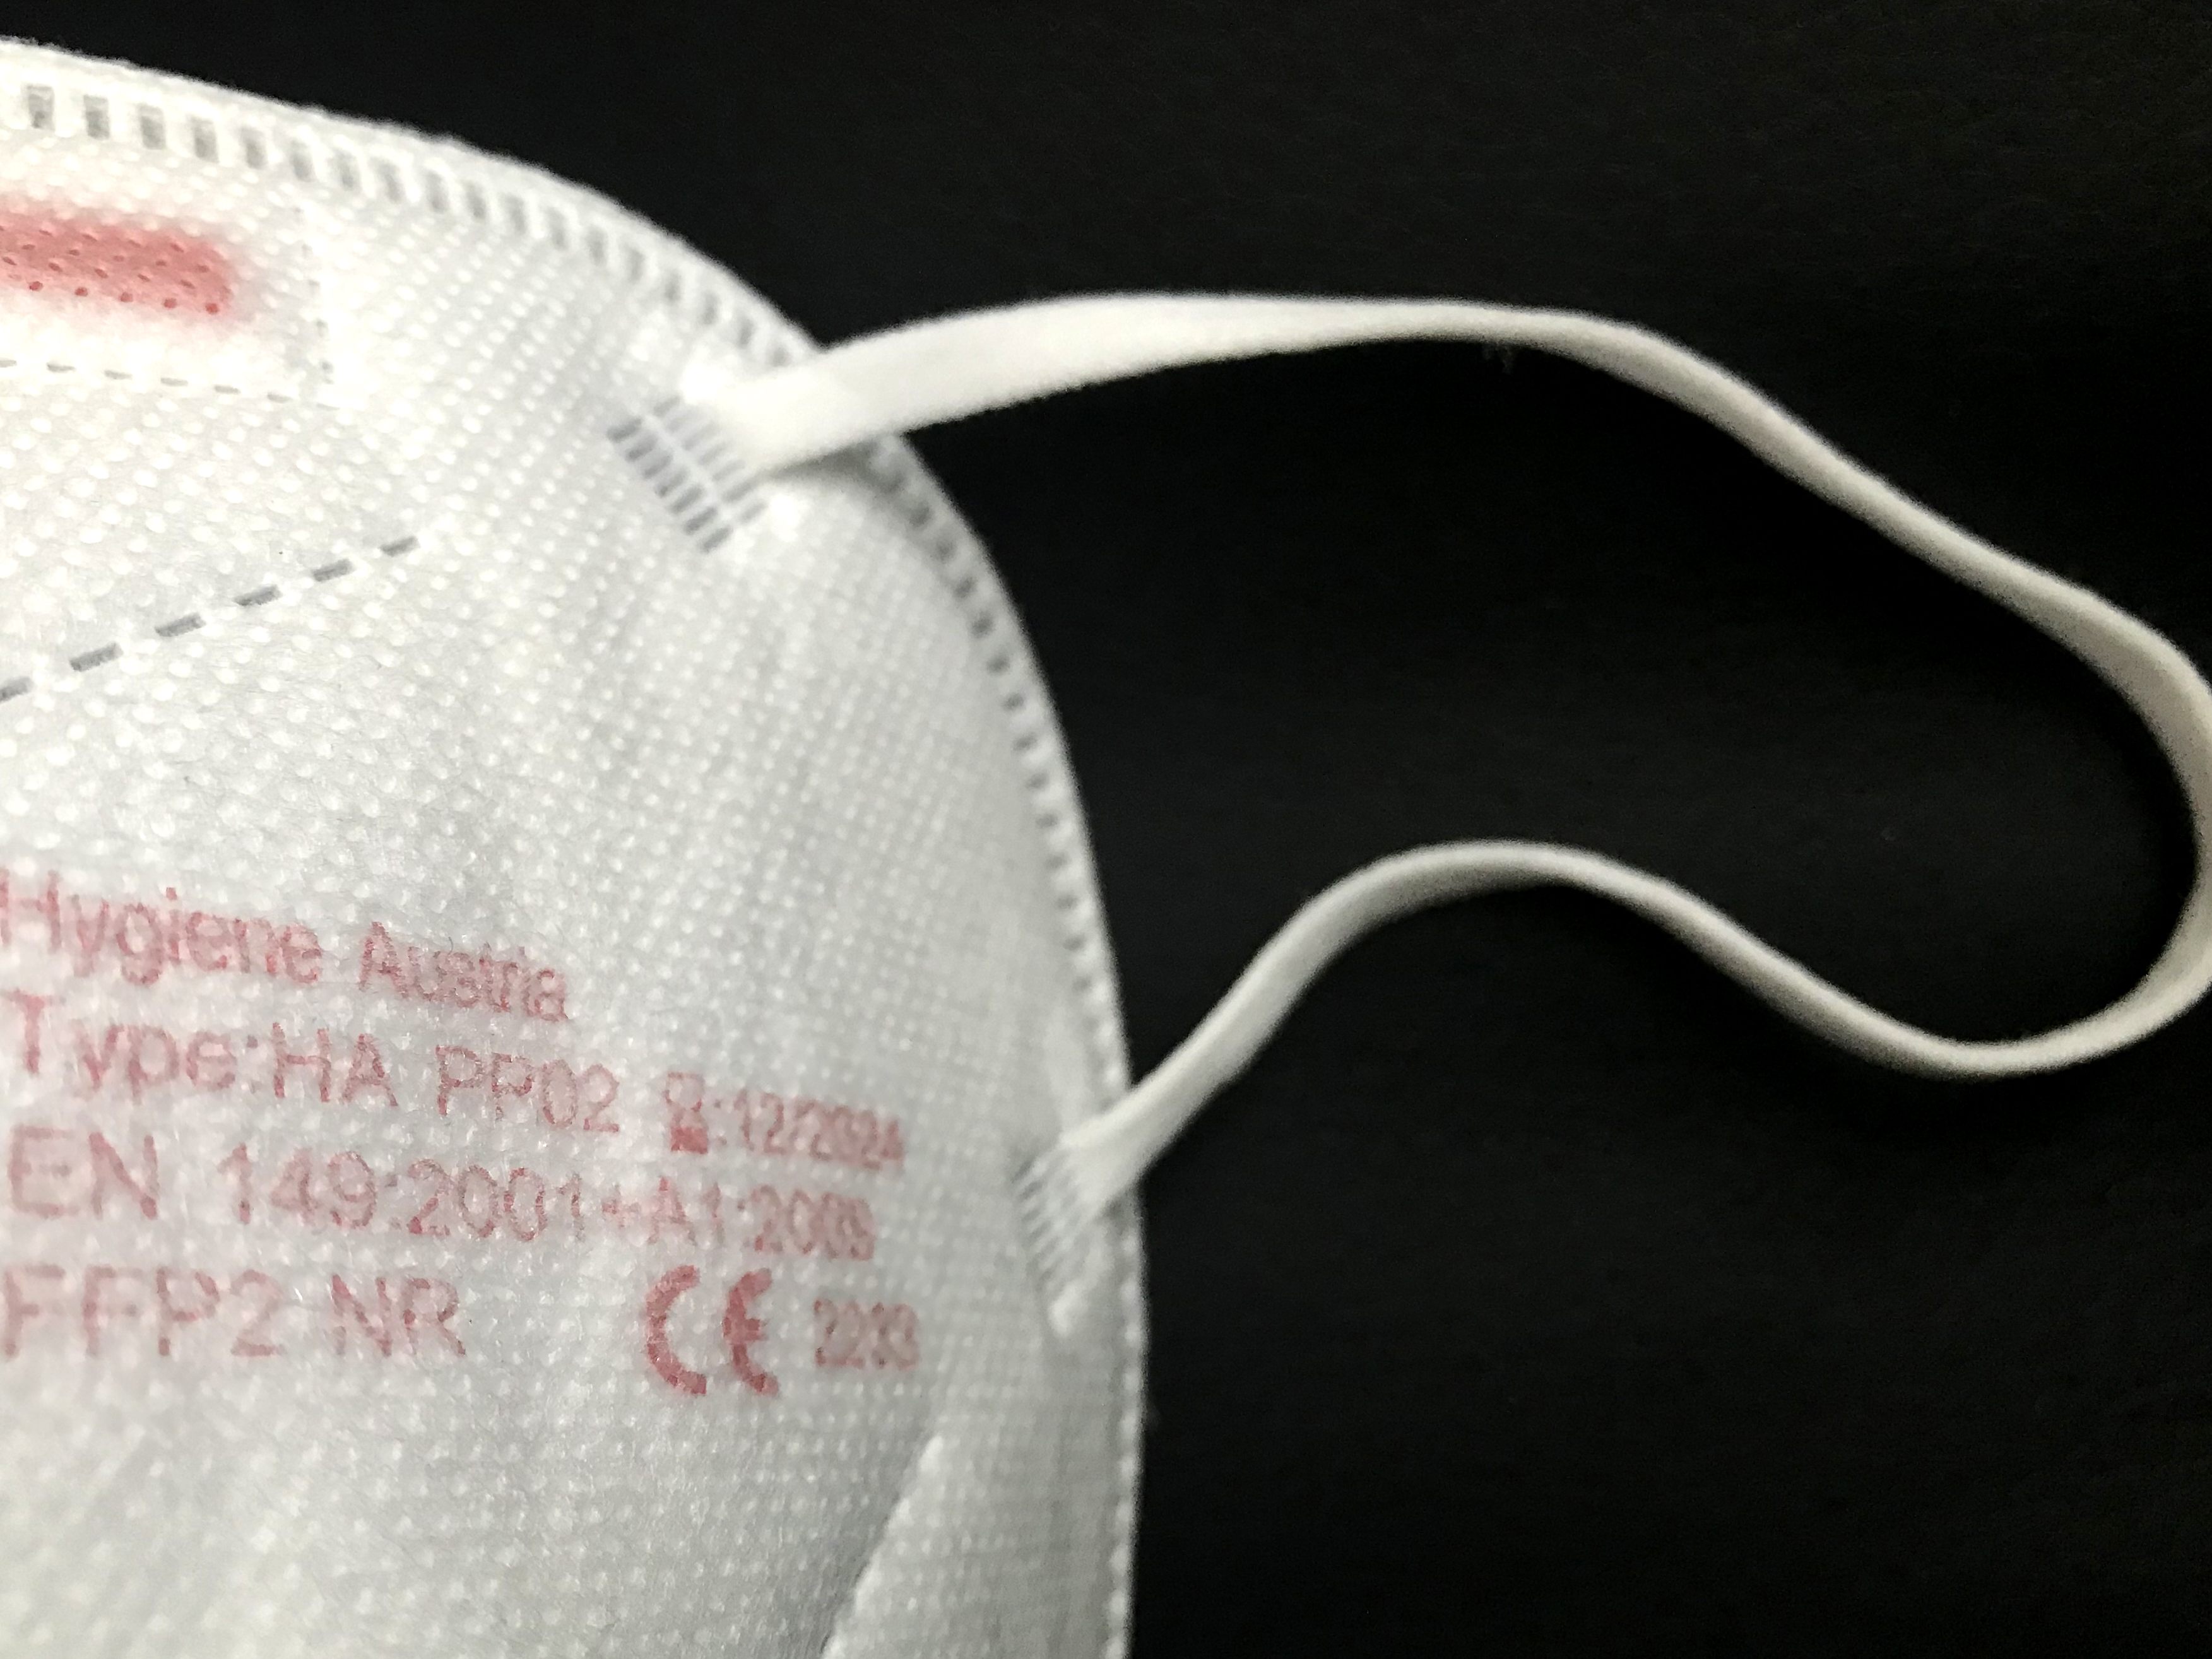 Hygiene Austria
Type:HA PP02 ⌛:12/2024
EN 149:2001+A1:2009
FFP2 NR CE 2233